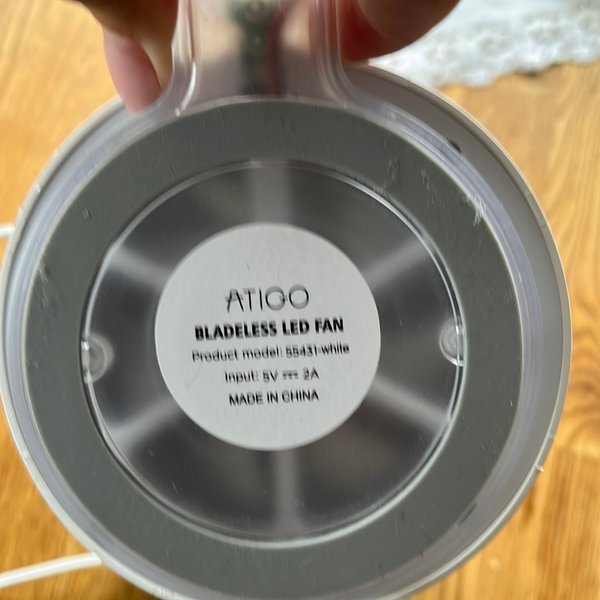 ATIGO
BLADELESS LED FAN
Product model: 55431-white
Input: 5V ⎓ 2A
MADE IN CHINA